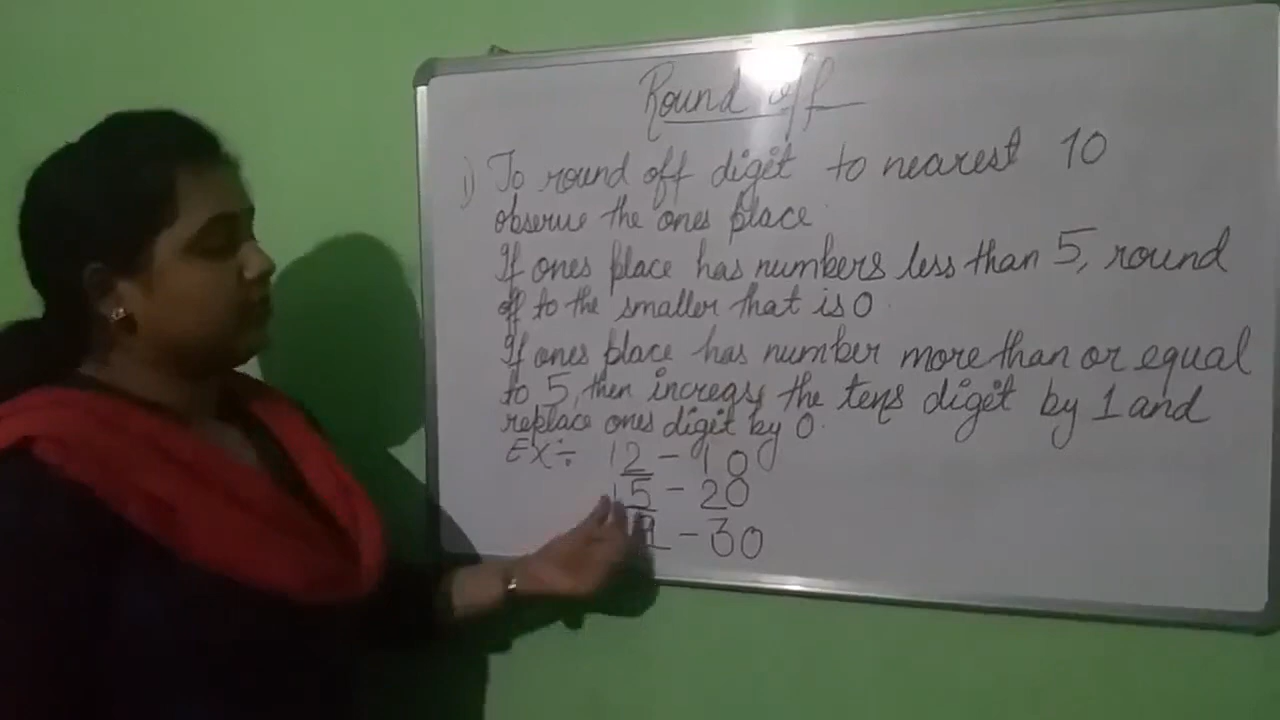 Round off
1) To round off digit to nearest 10
observe the ones place.
If ones place has numbers less than 5, round
off to the smaller that is 0.
If ones place has number more than or equal
to 5, then increase the tens digit by 1 and
replace ones digit by 0.
EX÷ 12 - 10
15 - 20
- 30